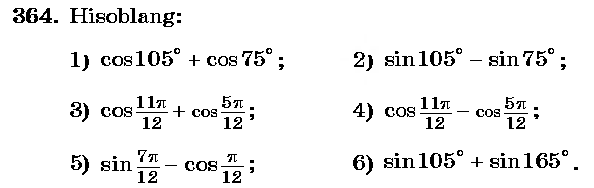 364. Hisoblang:
1) cos105° + cos75°; 2) sin105° − sin75°;
3) cos 11π/12 + cos 5π/12; 4) cos 11π/12 − cos 5π/12;
5) sin 7π/12 − cos π/12; 6) sin105° + sin165°.